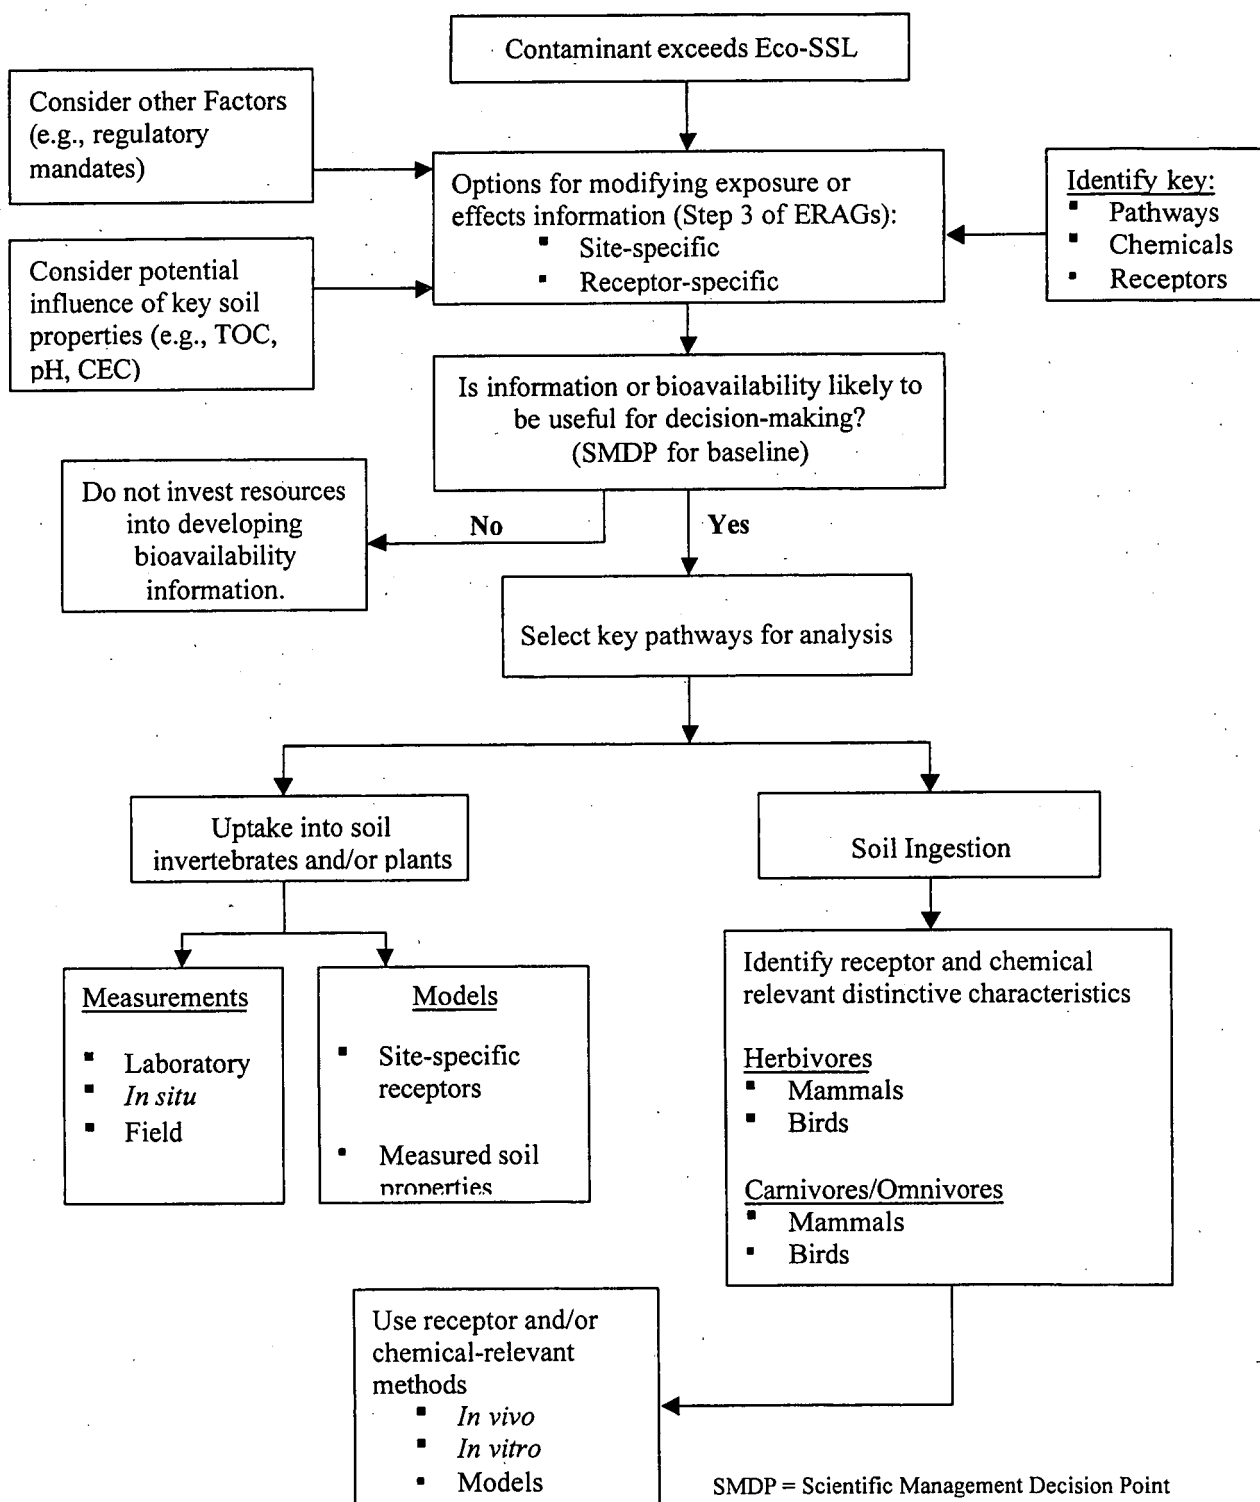 Contaminant exceeds Eco-SSL
Consider other Factors
(e.g., regulatory
mandates)
Options for modifying exposure or
effects information (Step 3 of ERAGs):
▪ Site-specific
▪ Receptor-specific
Identify key:
▪ Pathways
▪ Chemicals
▪ Receptors
Consider potential
influence of key soil
properties (e.g., TOC,
pH, CEC)
Is information or bioavailability likely to
be useful for decision-making?
(SMDP for baseline)
Do not invest resources
into developing
bioavailability
information.
No
Yes
Select key pathways for analysis
Uptake into soil
invertebrates and/or plants
Soil Ingestion
Measurements
▪ Laboratory
▪ In situ
▪ Field
Models
▪ Site-specific
receptors
▪ Measured soil
properties
Identify receptor and chemical
relevant distinctive characteristics
Herbivores
▪ Mammals
▪ Birds
Carnivores/Omnivores
▪ Mammals
▪ Birds
Use receptor and/or
chemical-relevant
methods
▪ In vivo
▪ In vitro
▪ Models
SMDP = Scientific Management Decision Point